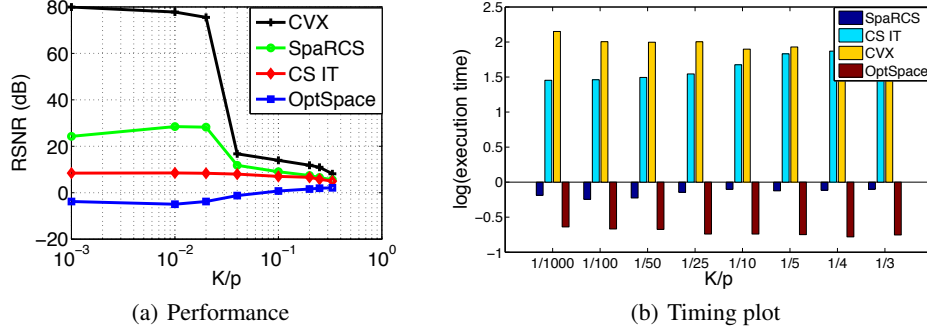 80
60
40
20
0
−20
RSNR (dB)
CVX
SpaRCS
CS IT
OptSpace
10⁻³
10⁻²
10⁻¹
10⁰
K/p
(a) Performance
2.5
2
1.5
1
0.5
0
−0.5
−1
log(execution time)
SpaRCS
CS IT
CVX
OptSpace
1/1000
1/100
1/50
1/25
1/10
1/5
1/4
1/3
K/p
(b) Timing plot